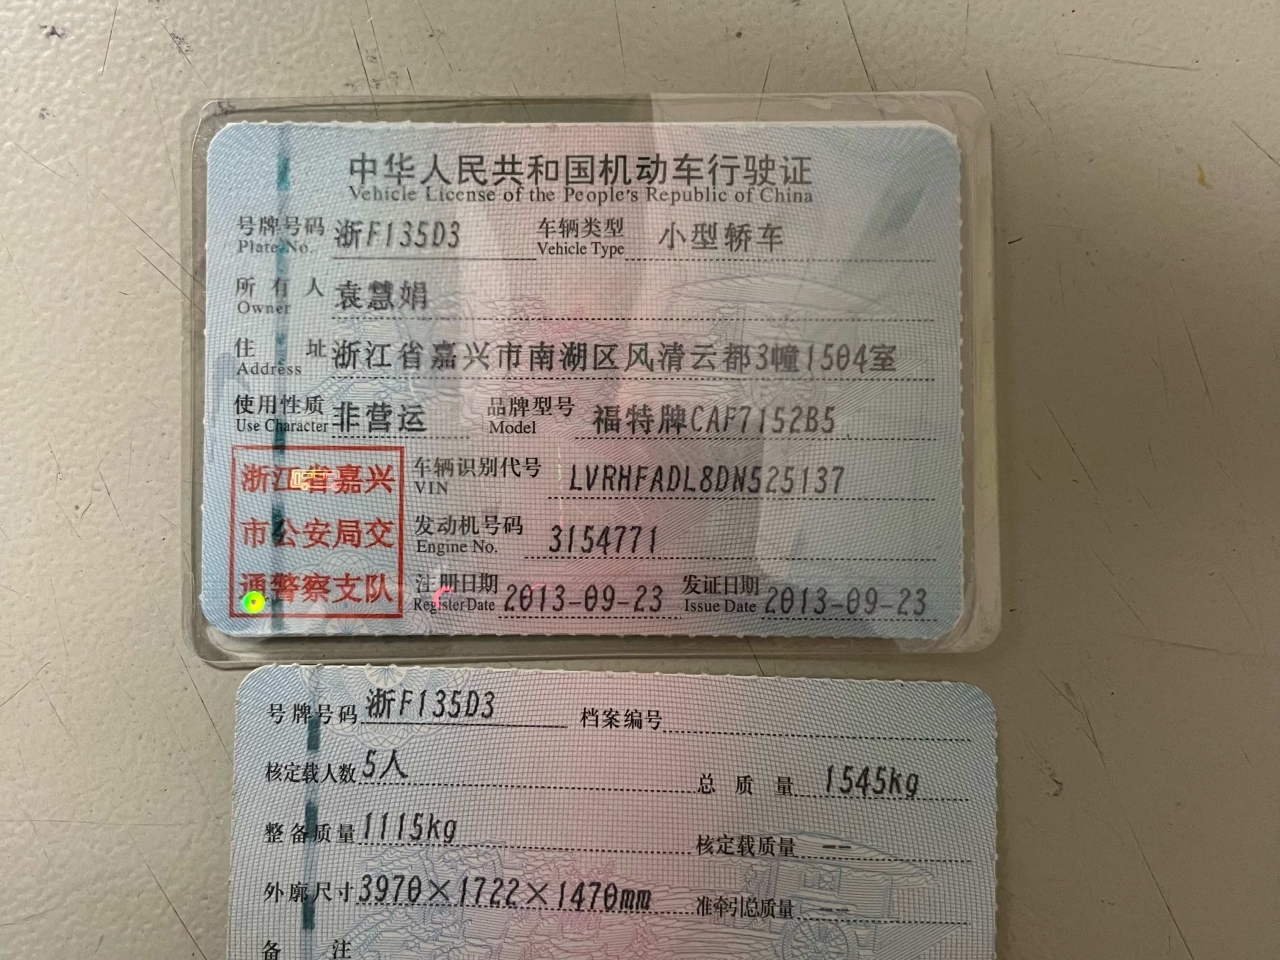 中华人民共和国机动车行驶证
Vehicle License of the People's Republic of China
号牌号码 浙F135D3 车辆类型 小型轿车
Plate No. Vehicle Type
所有人 袁慧娟
Owner
住址 浙江省嘉兴市南湖区风清云都3幢1504室
Address
使用性质 非营运 品牌型号 福特牌CAF7152B5
Use Character Model
浙江省嘉兴
市公安局交
通警察支队
车辆识别代号 LVRHFADL8DN525137
VIN
发动机号码 3154771
Engine No.
注册日期 2013-09-23 发证日期 2013-09-23
Register Date Issue Date
号牌号码 浙F135D3 档案编号
核定载人数 5人 总质量 1545kg
整备质量 1115kg 核定载质量 --
外廓尺寸 3970×1722×1470mm 准牵引总质量 --
备注